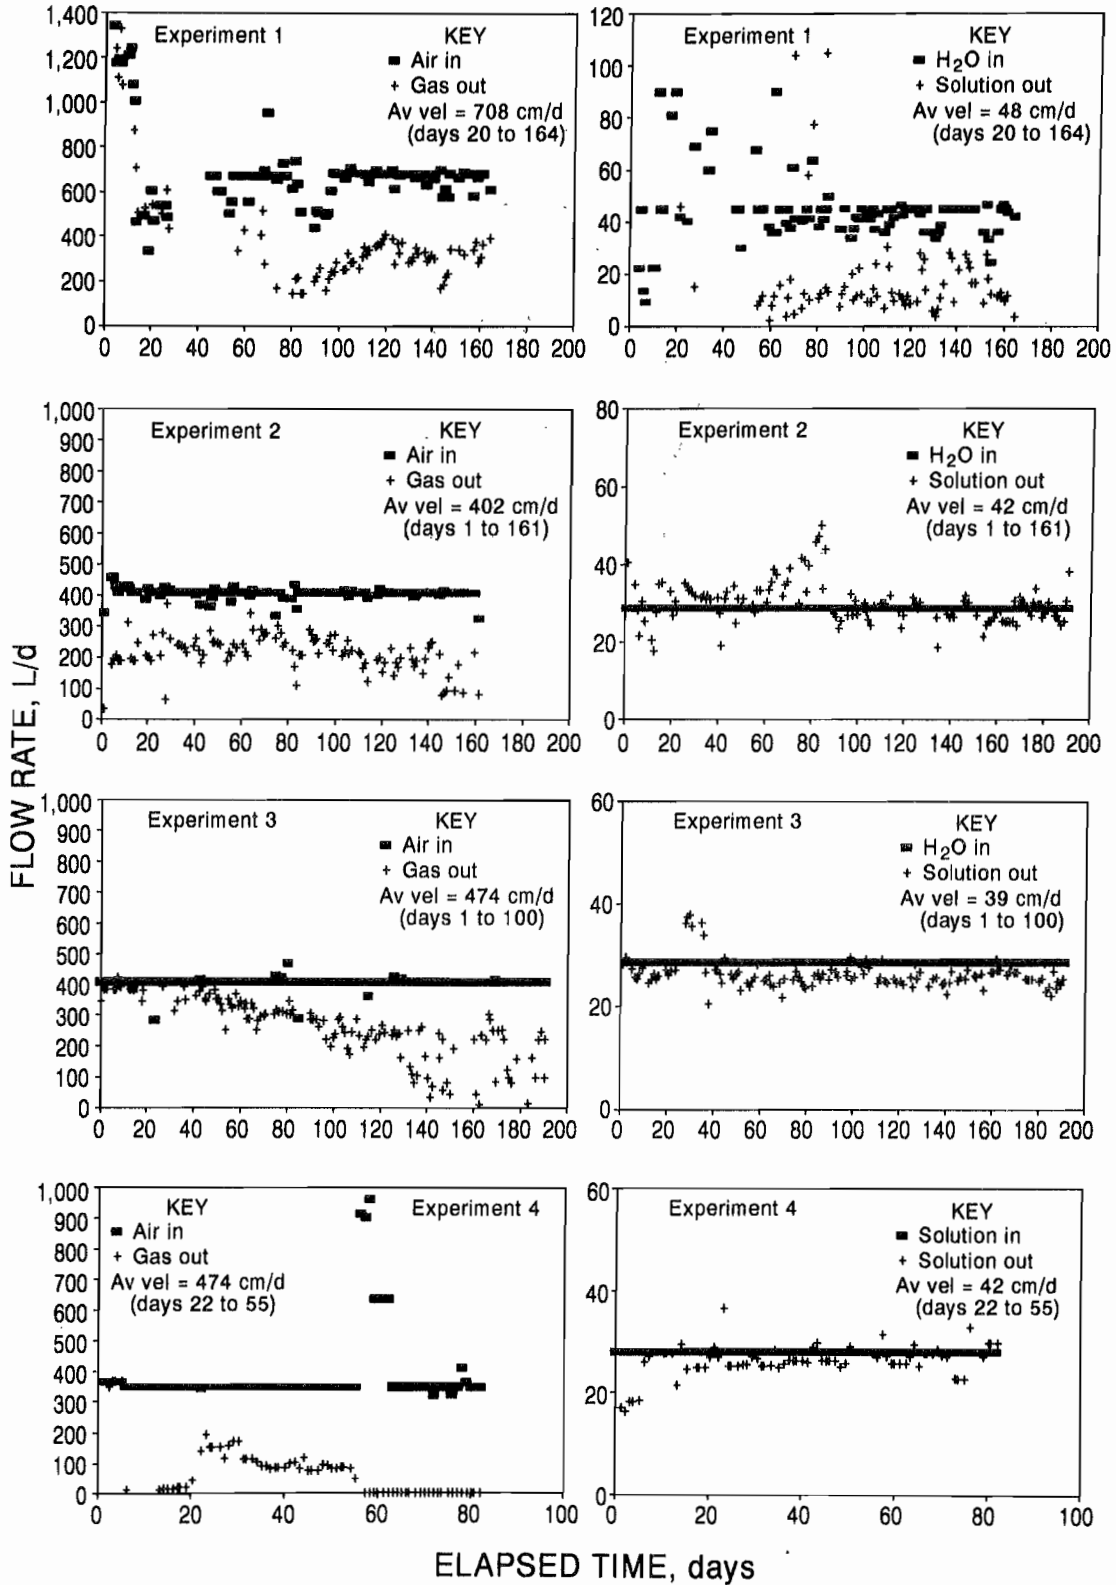 FLOW RATE, L/d
1,400
1,200
1,000
800
600
400
200
0
Experiment 1
KEY
Air in
+ Gas out
Av vel = 708 cm/d
(days 20 to 164)
0 20 40 60 80 100 120 140 160 180 200
120
100
80
60
40
20
0
Experiment 1
KEY
H₂O in
+ Solution out
Av vel = 48 cm/d
(days 20 to 164)
0 20 40 60 80 100 120 140 160 180 200
1,000
900
800
700
600
500
400
300
200
100
0
Experiment 2
KEY
Air in
+ Gas out
Av vel = 402 cm/d
(days 1 to 161)
0 20 40 60 80 100 120 140 160 180 200
80
60
40
20
0
Experiment 2
KEY
H₂O in
+ Solution out
Av vel = 42 cm/d
(days 1 to 161)
0 20 40 60 80 100 120 140 160 180 200
1,000
900
800
700
600
500
400
300
200
100
0
Experiment 3
KEY
Air in
+ Gas out
Av vel = 474 cm/d
(days 1 to 100)
0 20 40 60 80 100 120 140 160 180 200
60
40
20
0
Experiment 3
KEY
H₂O in
+ Solution out
Av vel = 39 cm/d
(days 1 to 100)
0 20 40 60 80 100 120 140 160 180 200
1,000
900
800
700
600
500
400
300
200
100
0
KEY
Air in
+ Gas out
Av vel = 474 cm/d
(days 22 to 55)
Experiment 4
0 20 40 60 80 100
60
40
20
0
Experiment 4
KEY
Solution in
+ Solution out
Av vel = 42 cm/d
(days 22 to 55)
0 20 40 60 80 100
ELAPSED TIME, days